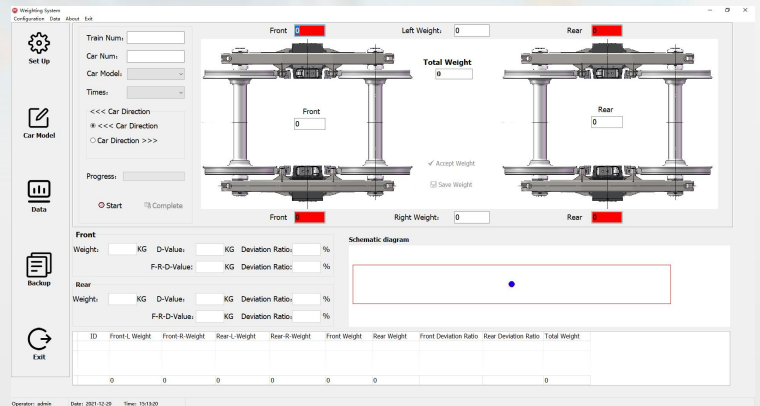 Weighting System
Configuration Data About Exit
Set Up
Car Model
Data
Backup
Exit
Train Num:
Car Num:
Car Model:
Times:
<<< Car Direction
<<< Car Direction
Car Direction >>>
Progress:
Start Complete
Front 0 Left Weight: 0 Rear 0
Total Weight
0
Front
0
Rear
0
Accept Weight
Save Weight
Front 0 Right Weight: 0 Rear 0
Front
Weight: KG D-Value: KG Deviation Ratio: %
F-R-D-Value: KG Deviation Ratio: %
Rear
Weight: KG D-Value: KG Deviation Ratio: %
F-R-D-Value: KG Deviation Ratio: %
Schematic diagram
ID Front-L Weight Front-R-Weight Rear-L-Weight Rear-R-Weight Front Weight Rear Weight Front Deviation Ratio Rear Deviation Ratio Total Weight
0 0 0 0 0 0 0
Operator: admin Date: 2021-12-20 Time: 15:13:20